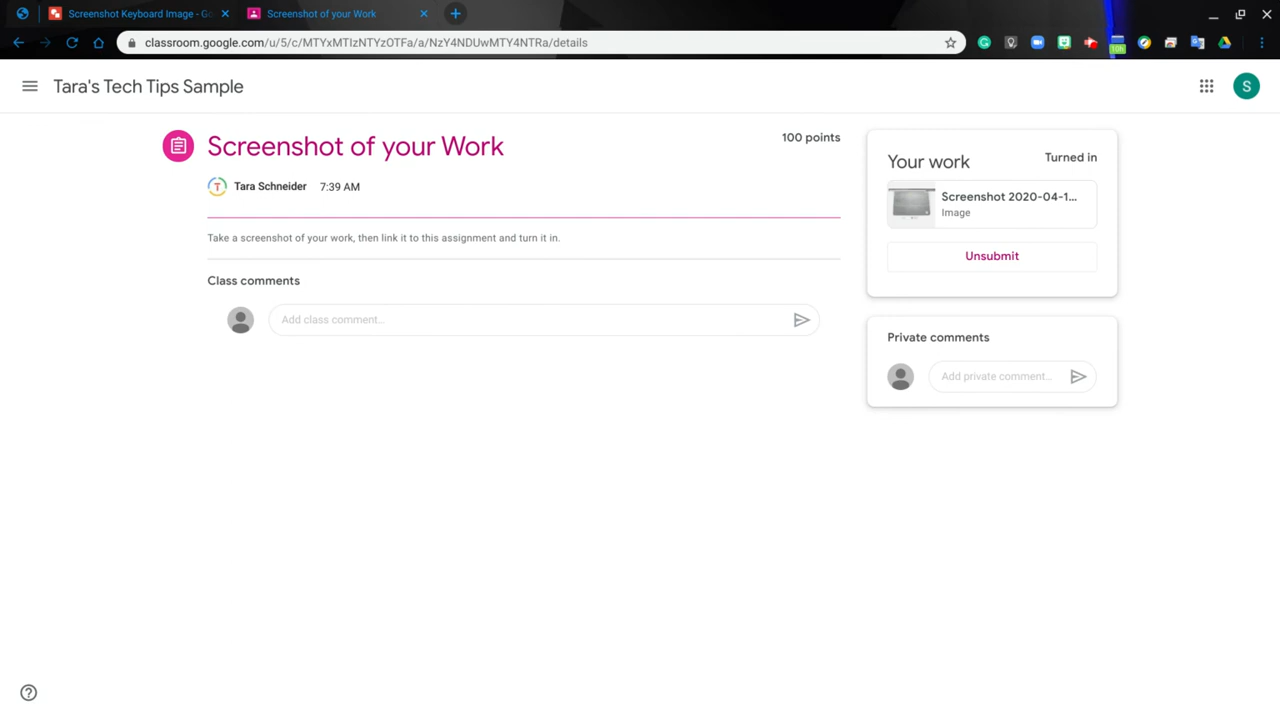 Screenshot Keyboard Image - Go
Screenshot of your Work
classroom.google.com/u/5/c/MTYxMTIzNTYzOTFa/a/NzY4NDUwMTY4NTRa/details
10h
Tara's Tech Tips Sample
S
Screenshot of your Work
100 points
T
Tara Schneider 7:39 AM
Take a screenshot of your work, then link it to this assignment and turn it in.
Class comments
Add class comment...
Your work
Turned in
Screenshot 2020-04-1...
Image
Unsubmit
Private comments
Add private comment...